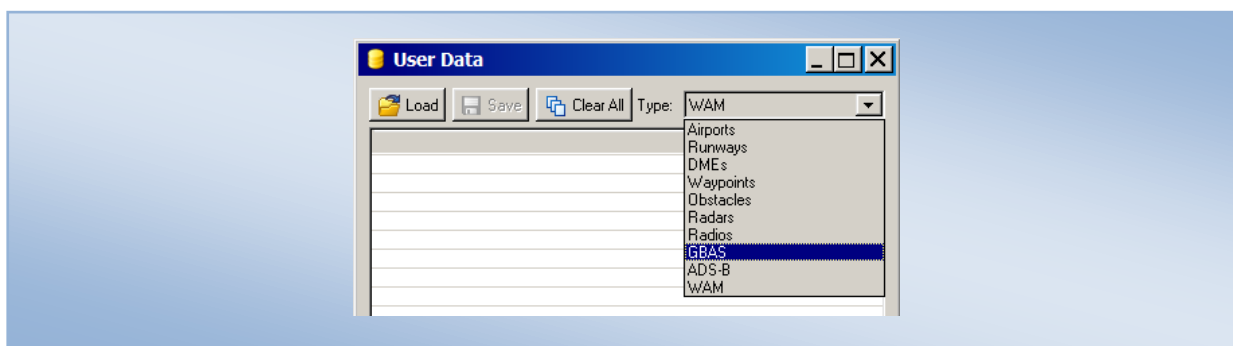 User Data
Load Save Clear All Type: WAM
Airports
Runways
DMEs
Waypoints
Obstacles
Radars
Radios
GBAS
ADS-B
WAM